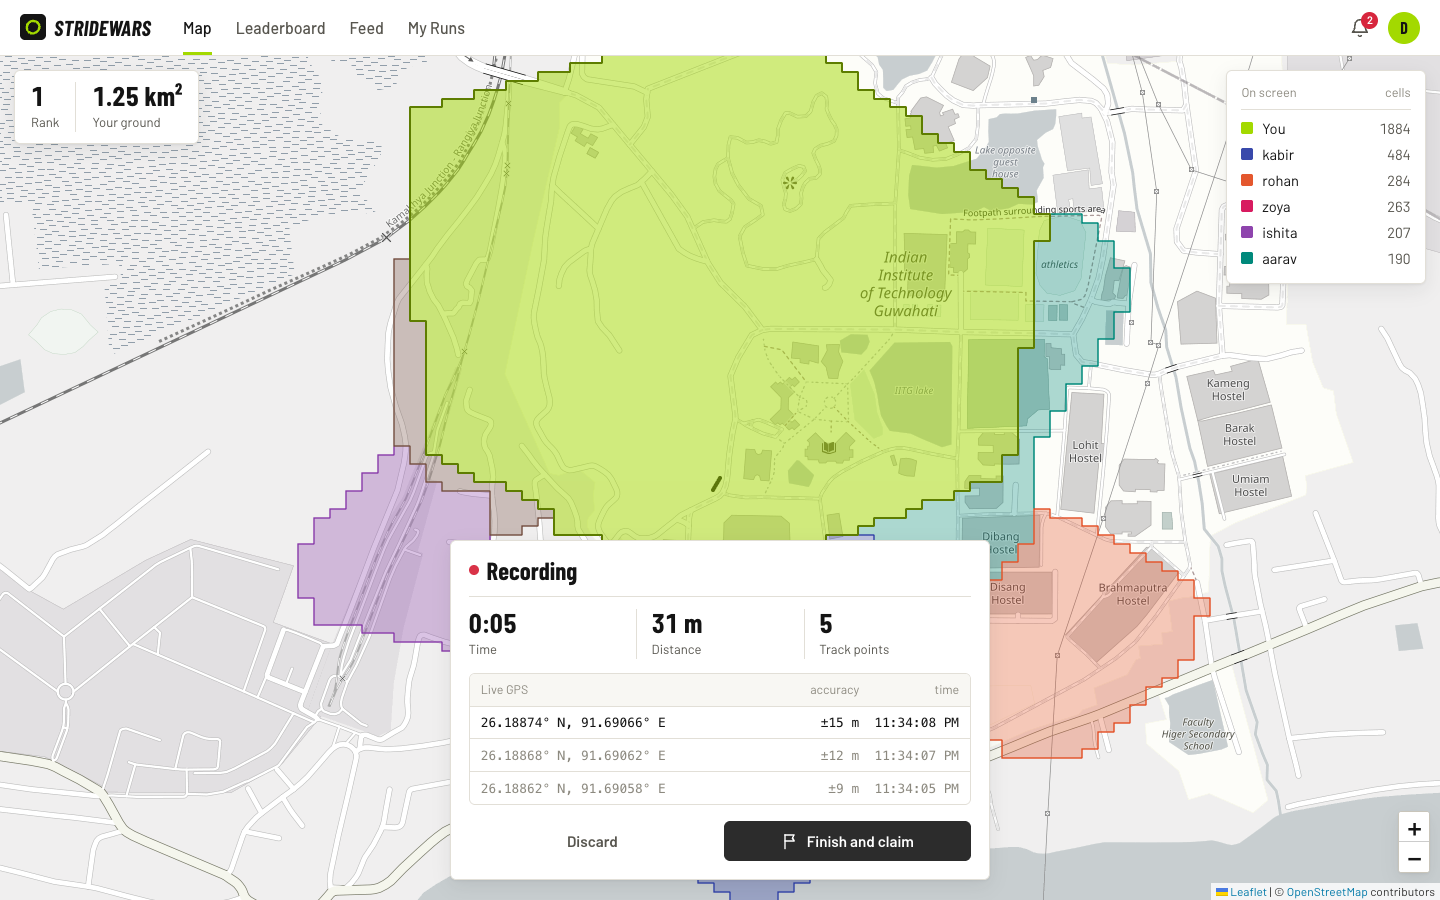 STRIDEWARS
Map
Leaderboard
Feed
My Runs
2
D
1
Rank
1.25 km²
Your ground
On screen cells
You 1884
kabir 484
rohan 284
zoya 263
ishita 207
aarav 190
Kamakhya Junction - Rangiya Junction
Lake opposite
guest
house
Footpath surrounding sports area
Indian
Institute
of Technology
Guwahati
athletics
IITG lake
Kameng
Hostel
Barak
Hostel
Umiam
Hostel
Lohit
Hostel
Dibang
Hostel
Disang
Hostel
Brahmaputra
Hostel
Faculty
Higer Secondary
School
Recording
0:05
Time
31 m
Distance
5
Track points
Live GPS accuracy time
26.18874° N, 91.69066° E ±15 m 11:34:08 PM
26.18868° N, 91.69062° E ±12 m 11:34:07 PM
26.18862° N, 91.69058° E ±9 m 11:34:05 PM
Discard
Finish and claim
+
−
Leaflet | © OpenStreetMap contributors